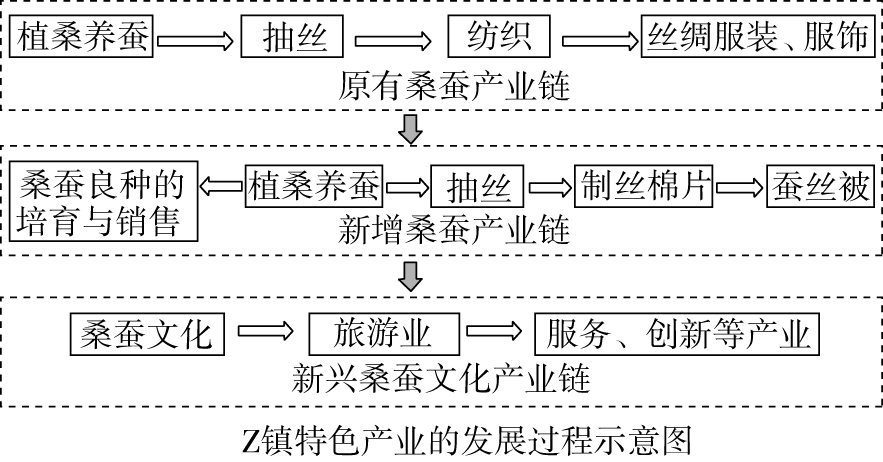 植桑养蚕
抽丝
纺织
丝绸服装、服饰
原有桑蚕产业链
桑蚕良种的
培育与销售
植桑养蚕
抽丝
制丝棉片
蚕丝被
新增桑蚕产业链
桑蚕文化
旅游业
服务、创新等产业
新兴桑蚕文化产业链
Z镇特色产业的发展过程示意图